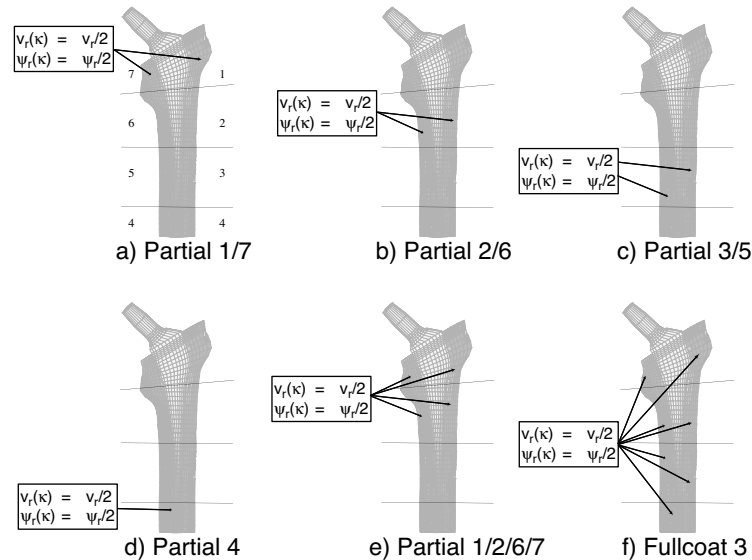 vᵣ(κ) = vᵣ/2
ψᵣ(κ) = ψᵣ/2
7 1
6 2
5 3
4 4
a) Partial 1/7
vᵣ(κ) = vᵣ/2
ψᵣ(κ) = ψᵣ/2
b) Partial 2/6
vᵣ(κ) = vᵣ/2
ψᵣ(κ) = ψᵣ/2
c) Partial 3/5
vᵣ(κ) = vᵣ/2
ψᵣ(κ) = ψᵣ/2
d) Partial 4
vᵣ(κ) = vᵣ/2
ψᵣ(κ) = ψᵣ/2
e) Partial 1/2/6/7
vᵣ(κ) = vᵣ/2
ψᵣ(κ) = ψᵣ/2
f) Fullcoat 3